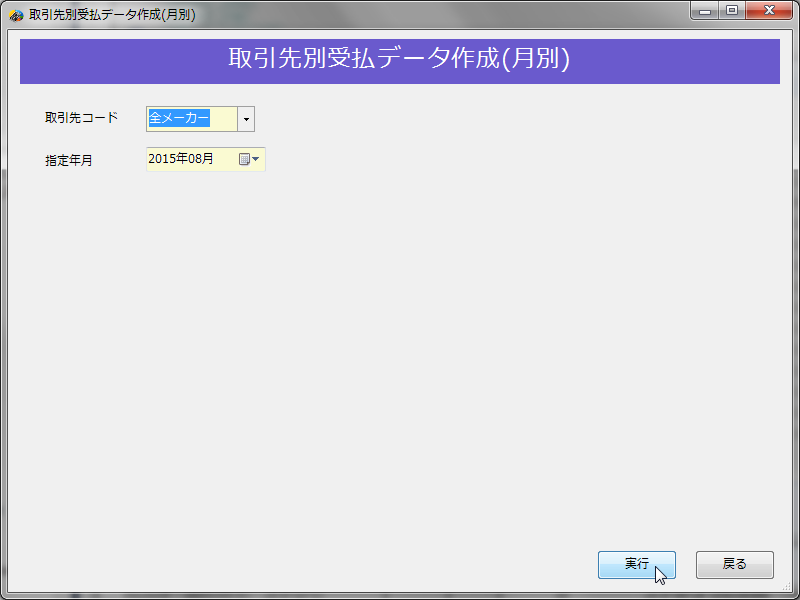 取引先別受払データ作成(月別)
取引先別受払データ作成(月別)
取引先コード 全メーカー
指定年月 2015年08月
実行 戻る